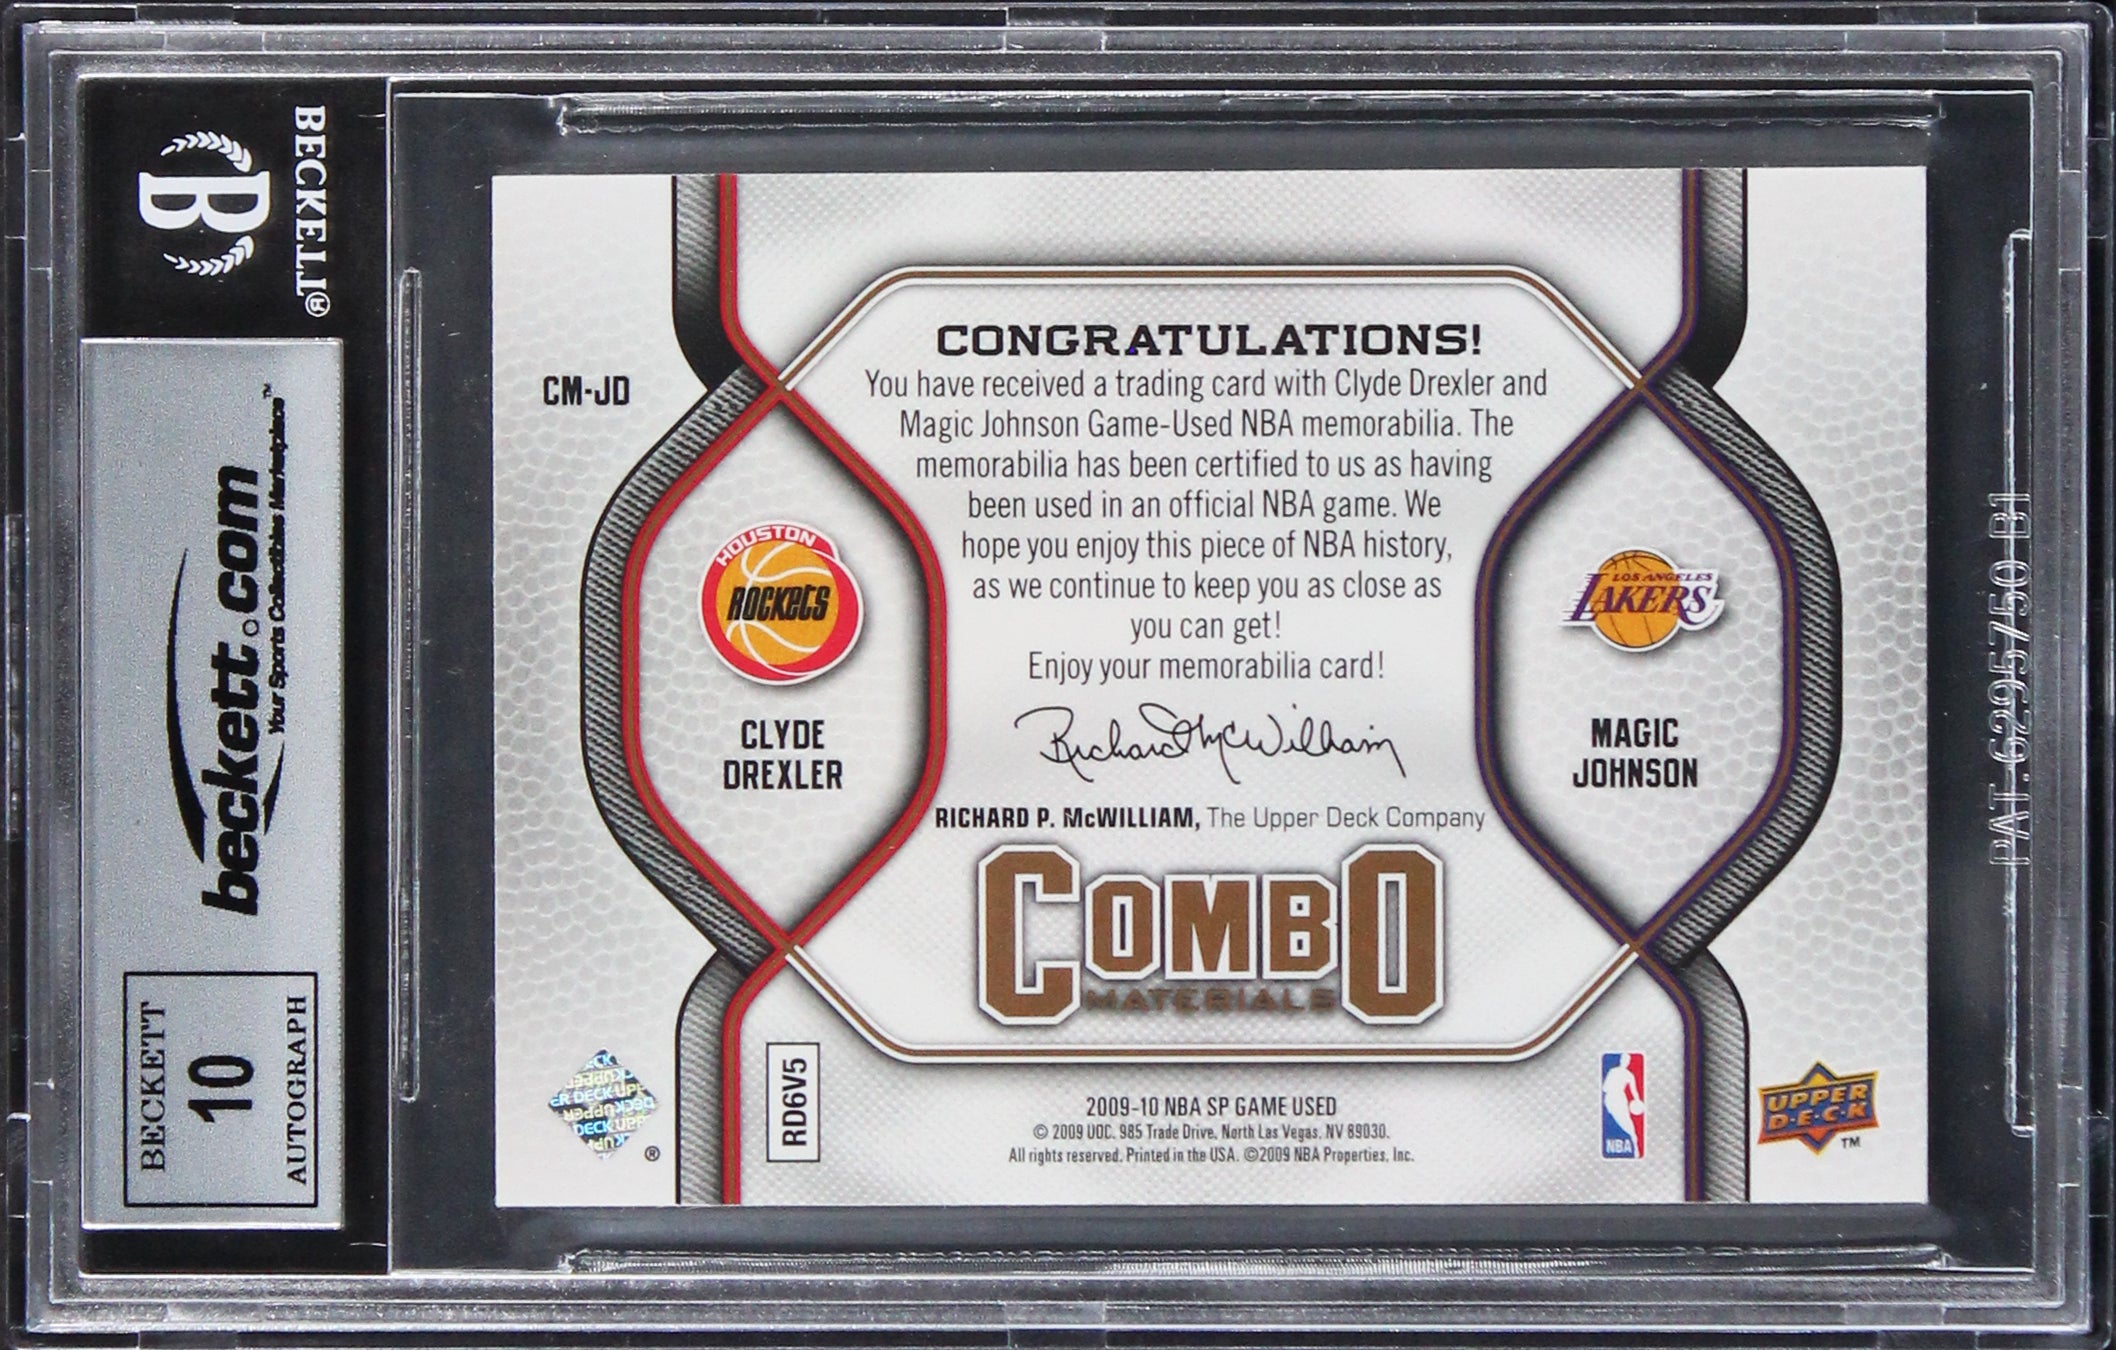 BECKETT®
B
beckett.com™
Your Sports Collectibles Marketplace
BECKETT
10
AUTOGRAPH
CM-JD
CONGRATULATIONS!
You have received a trading card with Clyde Drexler and
Magic Johnson Game-Used NBA memorabilia. The
memorabilia has been certified to us as having
been used in an official NBA game. We
hope you enjoy this piece of NBA history,
as we continue to keep you as close as
you can get!
Enjoy your memorabilia card!
Richard McWilliam
RICHARD P. McWILLIAM, The Upper Deck Company
HOUSTON
ROCKETS
CLYDE
DREXLER
LOS ANGELES
LAKERS
MAGIC
JOHNSON
COMBO
MATERIALS
RD6V5
2009-10 NBA SP GAME USED
© 2009 UDC. 985 Trade Drive, North Las Vegas, NV 89030.
All rights reserved. Printed in the USA. ©2009 NBA Properties, Inc.
®
NBA
UPPER
D·E·C·K
TM
PAT. 6295750 B1